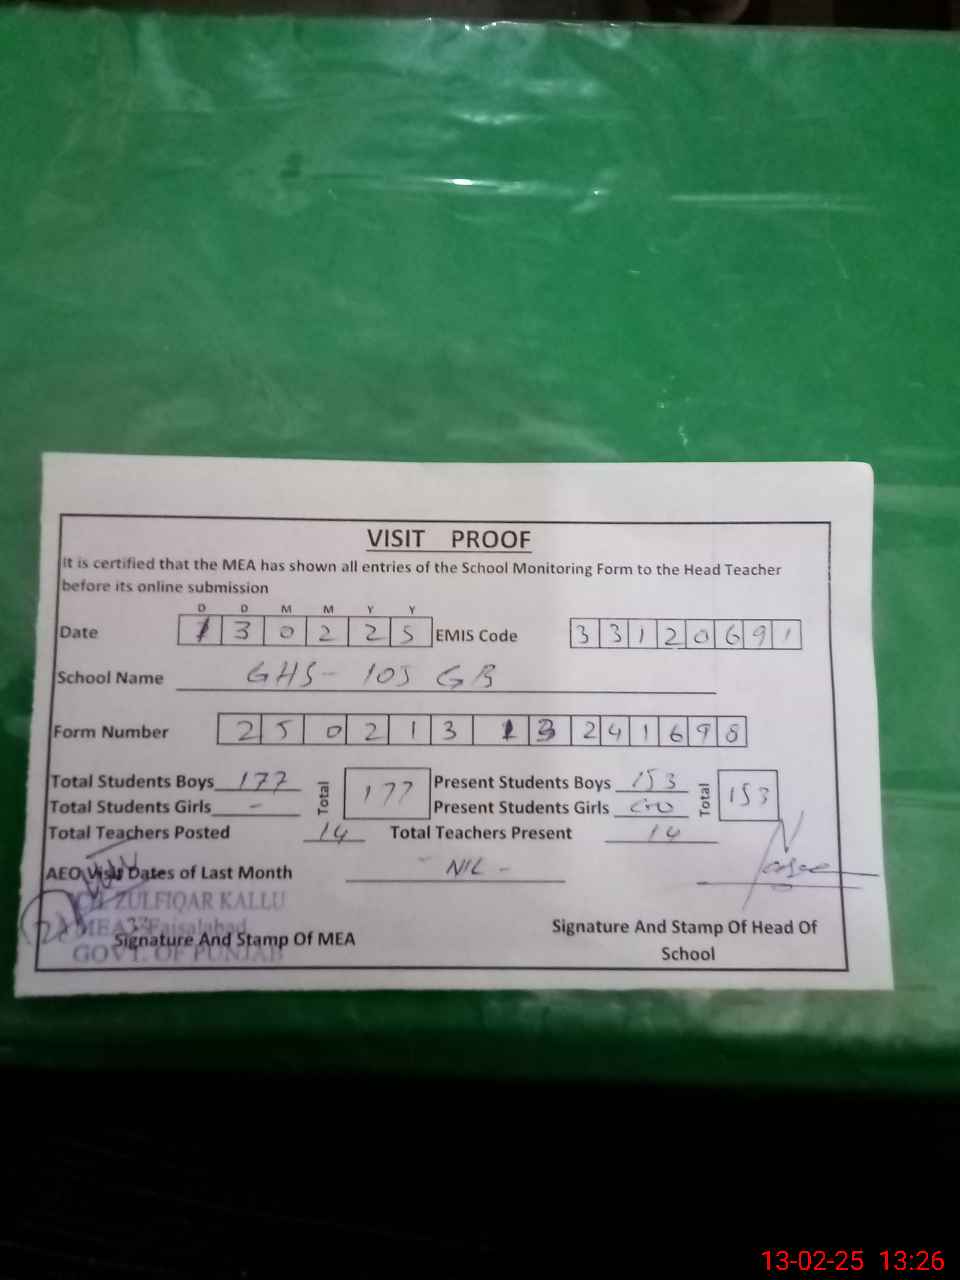 VISIT PROOF
It is certified that the MEA has shown all entries of the School Monitoring Form to the Head Teacher
before its online submission
D D M M Y Y
Date 1 3 0 2 2 5 EMIS Code 3 3 1 2 0 6 9 1
School Name GHS- 105 GB
Form Number 2 5 0 2 1 3 1 3 2 4 1 6 9 8
Total Students Boys 177 Total 177 Present Students Boys 153 Total 153
Total Students Girls - Present Students Girls
Total Teachers Posted 14 Total Teachers Present 14
AEO Visit Dates of Last Month - NIL -
ZULFIQAR KALLU
MEA Faisalabad
Signature And Stamp Of MEA Signature And Stamp Of Head Of
School
GOVT. OF PUNJAB
13-02-25 13:26